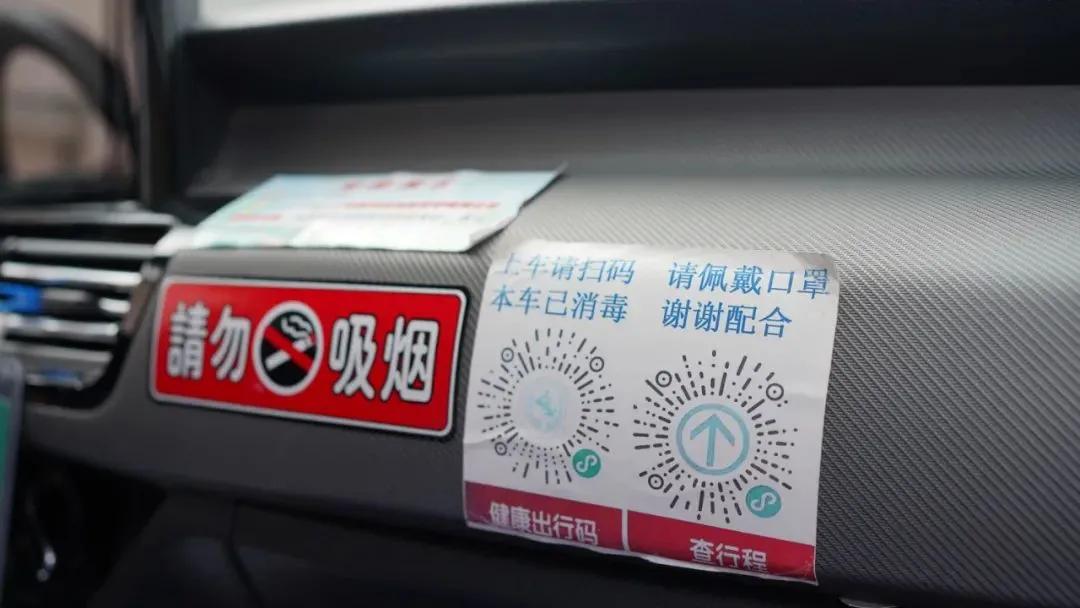 請勿吸烟
上车请扫码 请佩戴口罩
本车已消毒 谢谢配合
健康出行码 查行程